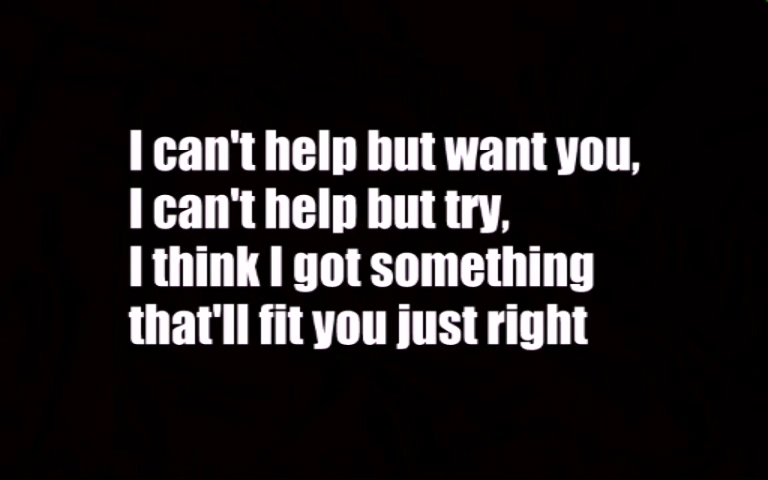 I can't help but want you,
I can't help but try,
I think I got something
that'll fit you just right